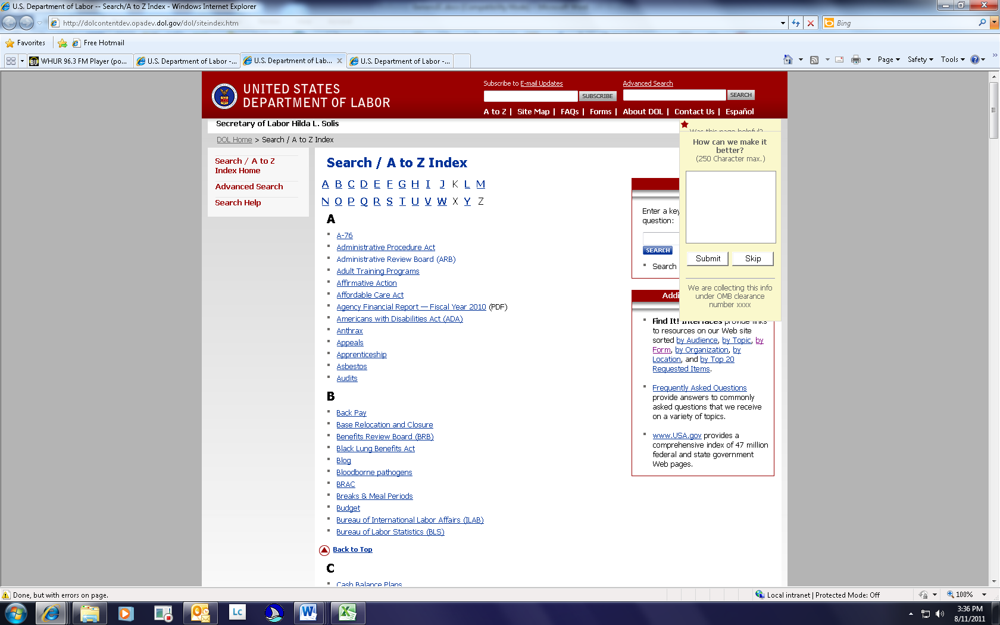 U.S. Department of Labor -- Search/A to Z Index - Windows Internet Explorer
http://dolcontentdev.opadev.dol.gov/dol/siteindex.htm
Bing
Favorites
Free Hotmail
WHUR 96.3 FM Player (po...
U.S. Department of Labor -...
U.S. Department of Lab...
U.S. Department of Labor -...
Page
Safety
Tools
UNITED STATES
DEPARTMENT OF LABOR
Subscribe to E-mail Updates
SUBSCRIBE
Advanced Search
SEARCH
A to Z | Site Map | FAQs | Forms | About DOL | Contact Us | Español
Secretary of Labor Hilda L. Solis
DOL Home > Search / A to Z Index
Search / A to Z
Index Home
Advanced Search
Search Help
Search / A to Z Index
A B C D E F G H I J K L M
N O P Q R S T U V W X Y Z
A
A-76
Administrative Procedure Act
Administrative Review Board (ARB)
Adult Training Programs
Affirmative Action
Affordable Care Act
Agency Financial Report — Fiscal Year 2010 (PDF)
Americans with Disabilities Act (ADA)
Anthrax
Appeals
Apprenticeship
Asbestos
Audits
B
Back Pay
Base Relocation and Closure
Benefits Review Board (BRB)
Black Lung Benefits Act
Blog
Bloodborne pathogens
BRAC
Breaks & Meal Periods
Budget
Bureau of International Labor Affairs (ILAB)
Bureau of Labor Statistics (BLS)
Back to Top
C
Cash Balance Plans
Enter a key
question:
SEARCH
Search
Was this page helpful?
How can we make it
better?
(250 Character max.)
Submit
Skip
We are collecting this info
under OMB clearance
number xxxx
Addi
Find It! Interfaces provide links
to resources on our Web site
sorted by Audience, by Topic, by
Form, by Organization, by
Location, and by Top 20
Requested Items.
Frequently Asked Questions
provide answers to commonly
asked questions that we receive
on a variety of topics.
www.USA.gov provides a
comprehensive index of 47 million
federal and state government
Web pages.
Done, but with errors on page.
Local intranet | Protected Mode: Off
100%
Lc
3:36 PM
8/11/2011